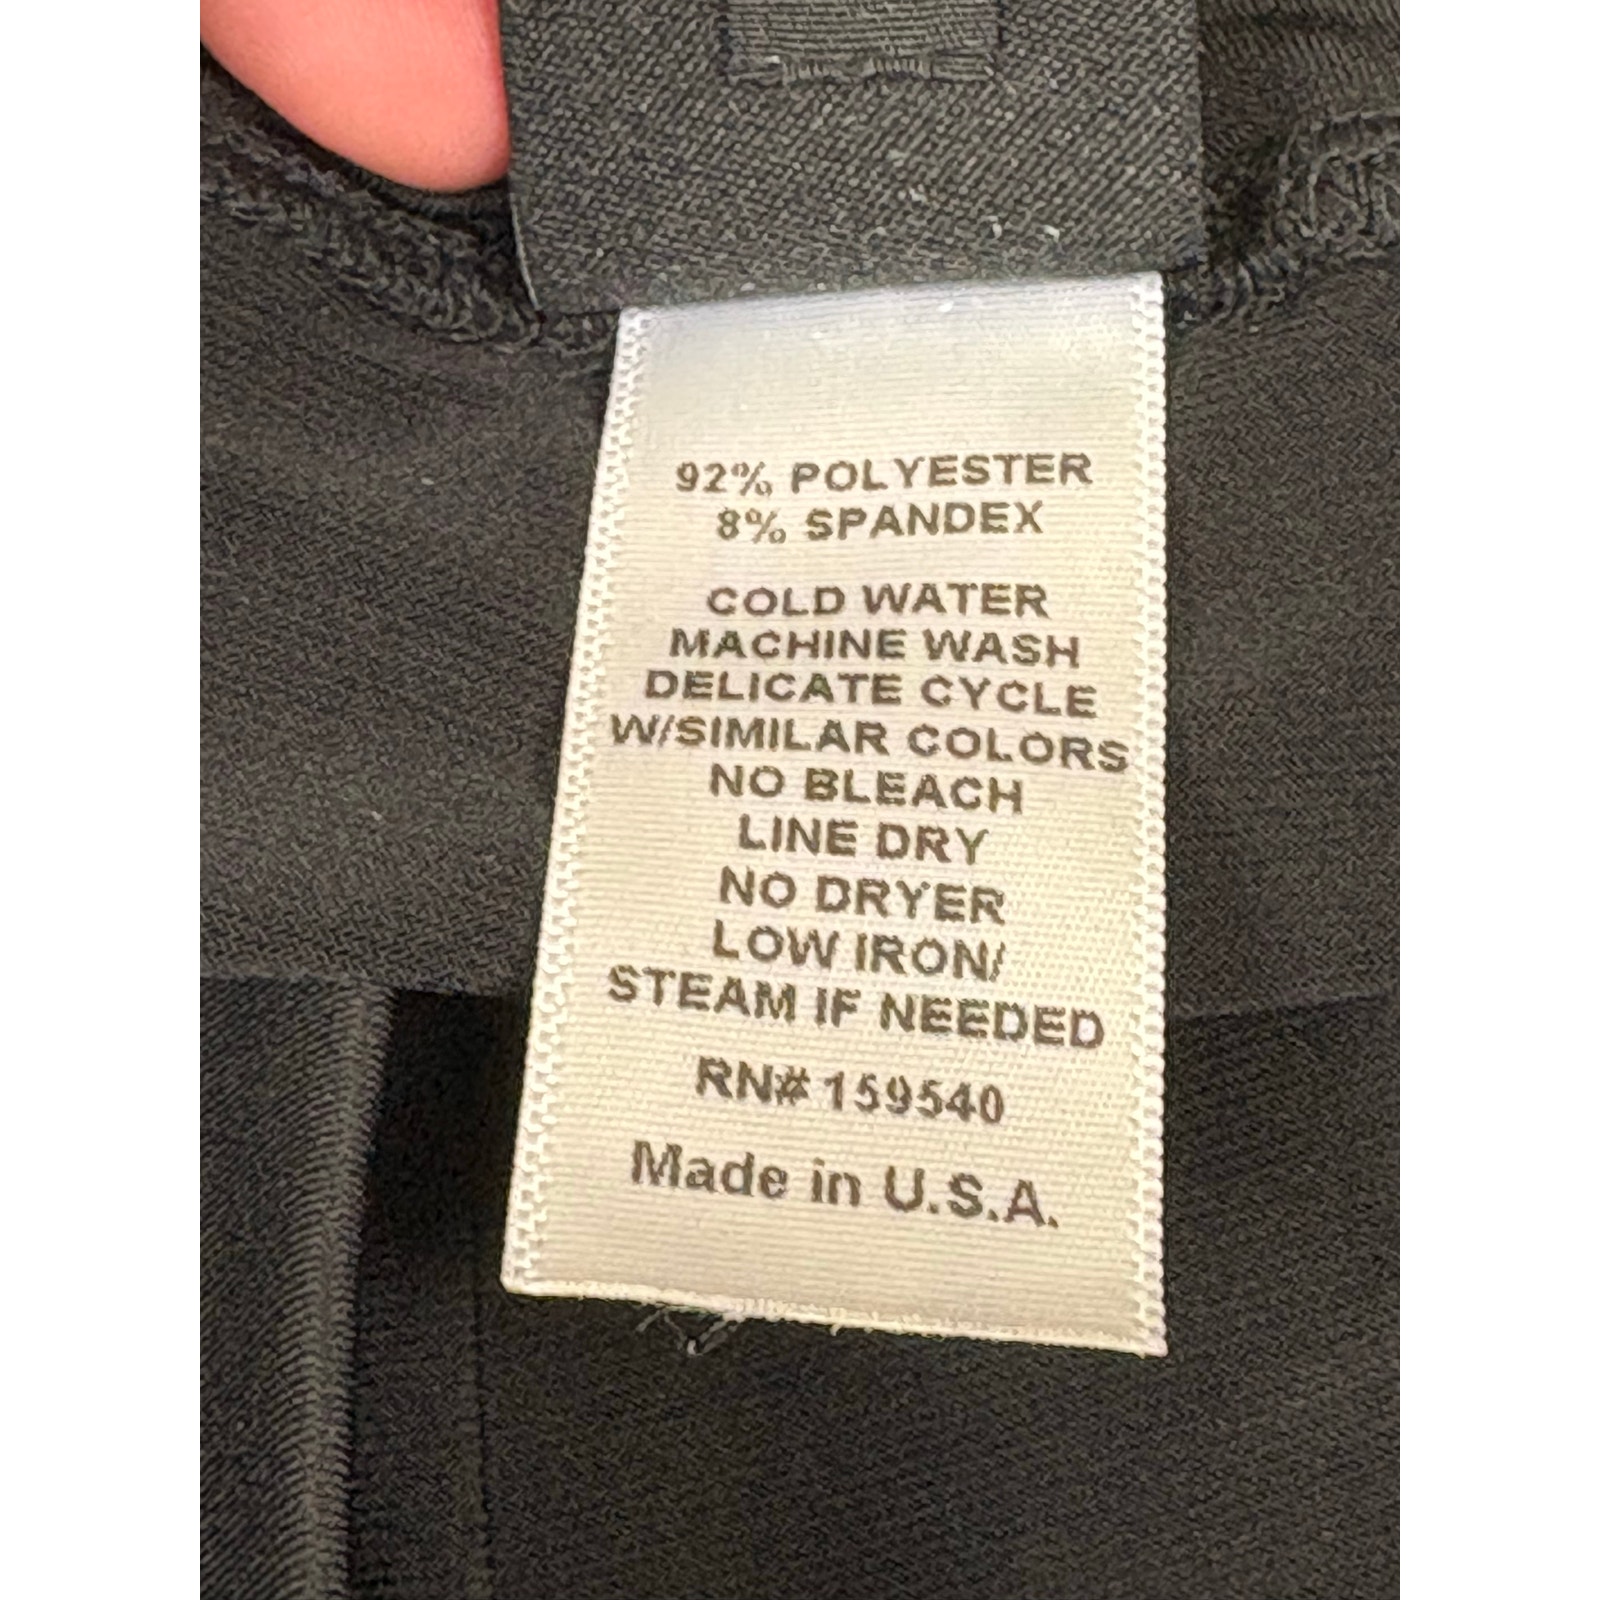 92% POLYESTER
8% SPANDEX
COLD WATER
MACHINE WASH
DELICATE CYCLE
W/SIMILAR COLORS
NO BLEACH
LINE DRY
NO DRYER
LOW IRON/
STEAM IF NEEDED
RN# 159540
Made in U.S.A.